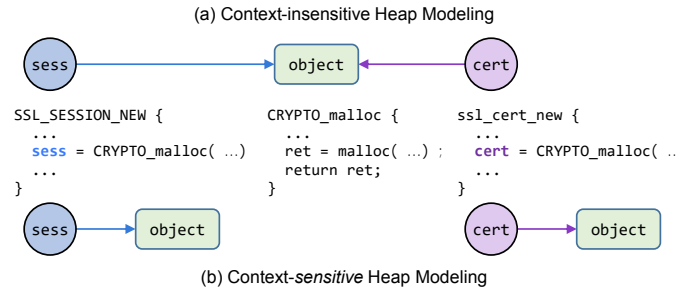 (a) Context-insensitive Heap Modeling
sess
object
cert
SSL_SESSION_NEW {
...
sess = CRYPTO_malloc( …)
...
}
CRYPTO_malloc {
...
ret = malloc( …) ;
return ret;
}
ssl_cert_new {
...
cert = CRYPTO_malloc( …
...
}
sess
object
cert
object
(b) Context-sensitive Heap Modeling